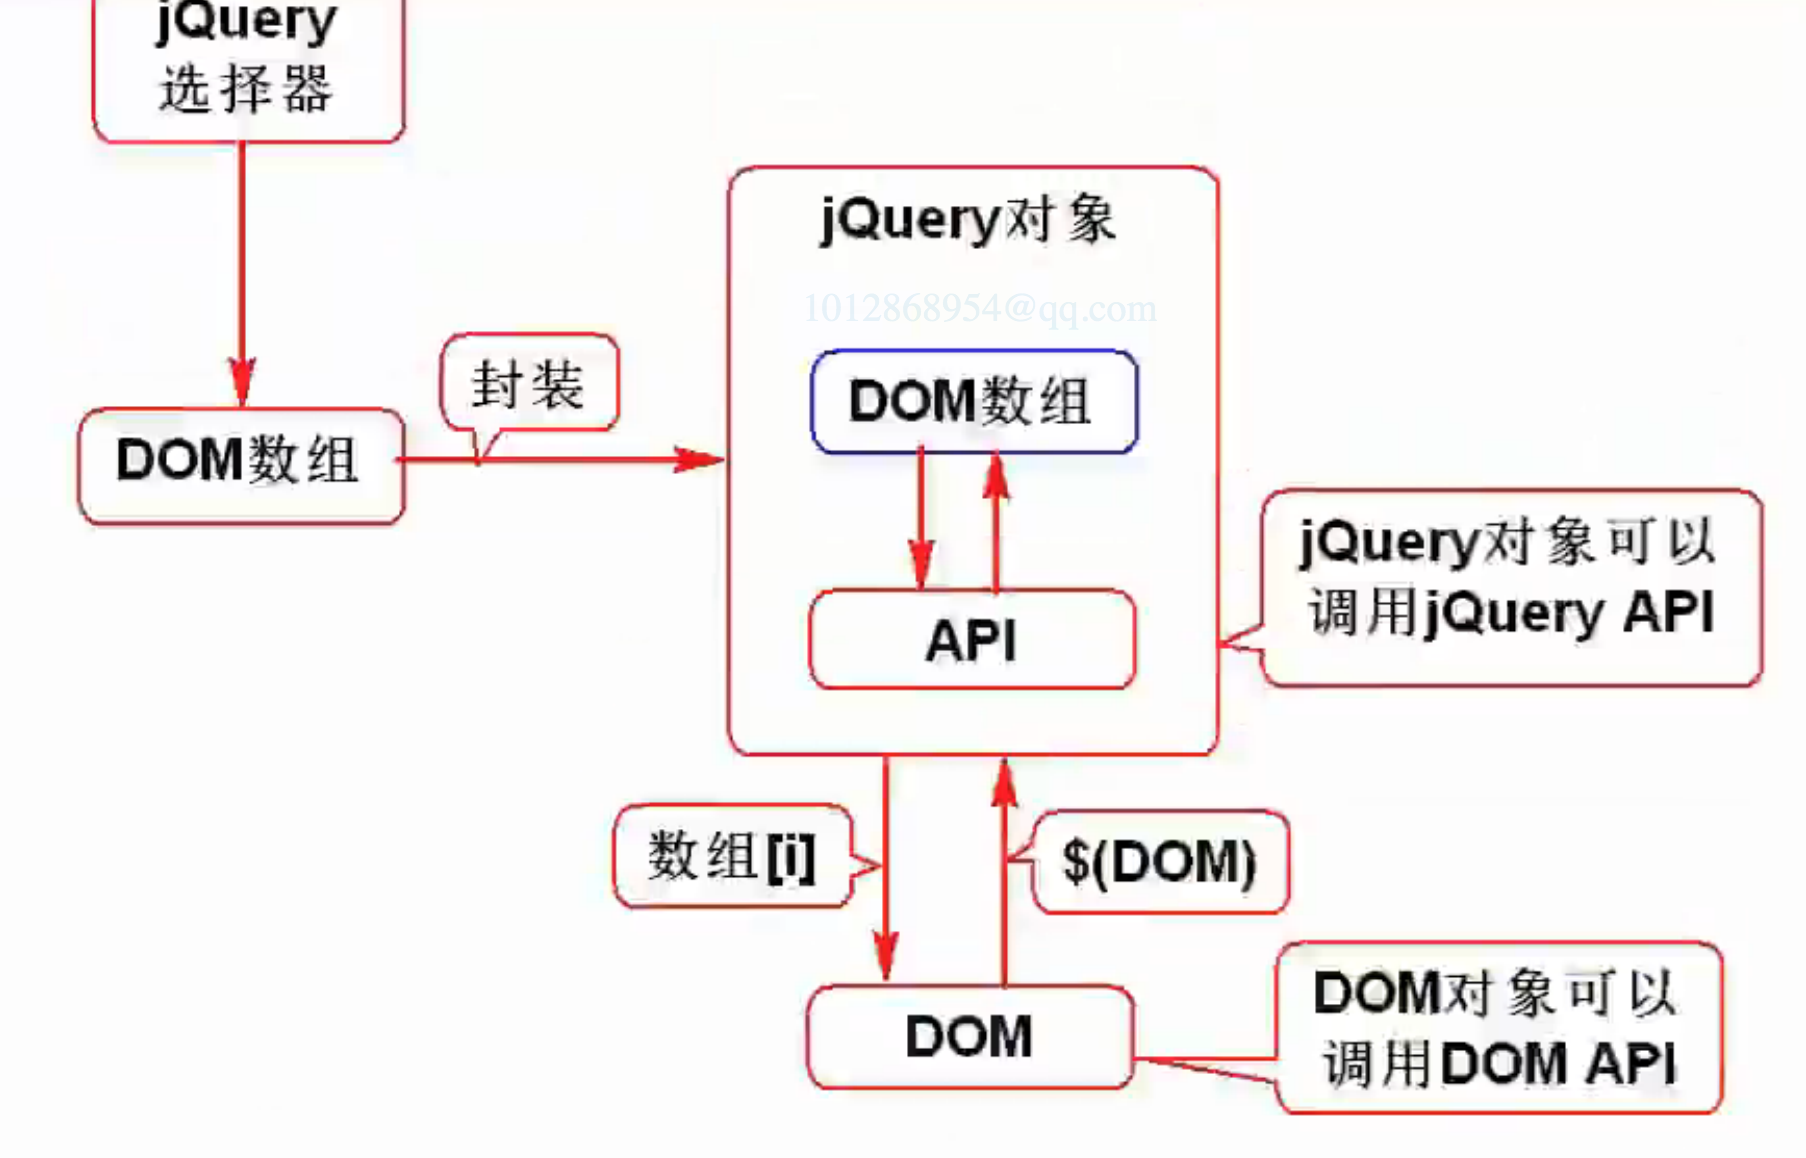 jQuery
选择器
jQuery对象
1012868954@qq.com
封装
DOM数组
DOM数组
jQuery对象可以
调用jQuery API
API
数组[i]
$(DOM)
DOM对象可以
调用DOM API
DOM